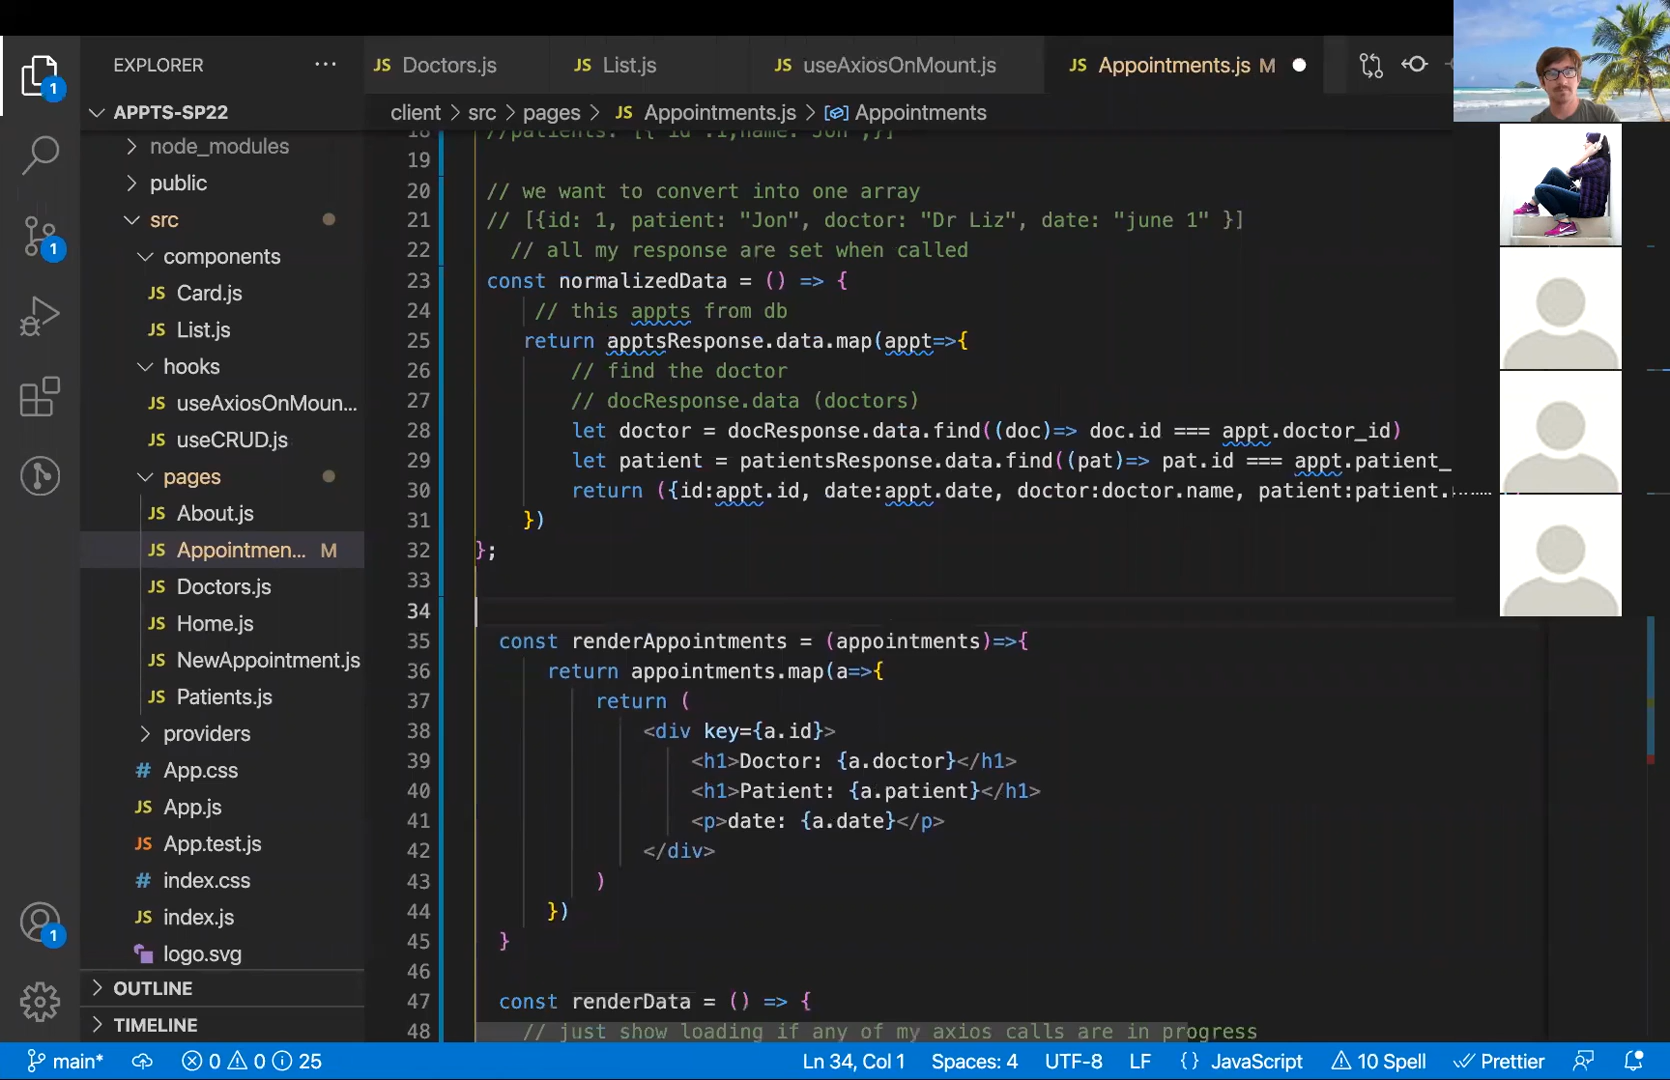 EXPLORER ...
APPTS-SP22
node_modules
public
src
components
JS Card.js
JS List.js
hooks
JS useAxiosOnMoun...
JS useCRUD.js
pages
JS About.js
JS Appointmen... M
JS Doctors.js
JS Home.js
JS NewAppointment.js
JS Patients.js
providers
# App.css
JS App.js
JS App.test.js
# index.css
JS index.js
logo.svg
OUTLINE
TIMELINE
1
1
1
JS Doctors.js JS List.js JS useAxiosOnMount.js JS Appointments.js M
client > src > pages > JS Appointments.js > Appointments
18 //patients: [{ id :1,name: Jon ,}]
19
20 // we want to convert into one array
21 // [{id: 1, patient: "Jon", doctor: "Dr Liz", date: "june 1" }]
22 // all my response are set when called
23 const normalizedData = () => {
24 // this appts from db
25 return apptsResponse.data.map(appt=>{
26 // find the doctor
27 // docResponse.data (doctors)
28 let doctor = docResponse.data.find((doc)=> doc.id === appt.doctor_id)
29 let patient = patientsResponse.data.find((pat)=> pat.id === appt.patient_
30 return ({id:appt.id, date:appt.date, doctor:doctor.name, patient:patient.
31 })
32 };
33
34
35 const renderAppointments = (appointments)=>{
36 return appointments.map(a=>{
37 return (
38 <div key={a.id}>
39 <h1>Doctor: {a.doctor}</h1>
40 <h1>Patient: {a.patient}</h1>
41 <p>date: {a.date}</p>
42 </div>
43 )
44 })
45 }
46
47 const renderData = () => {
48 // just show loading if any of my axios calls are in progress
main* 0 0 25 Ln 34, Col 1 Spaces: 4 UTF-8 LF {} JavaScript 10 Spell Prettier